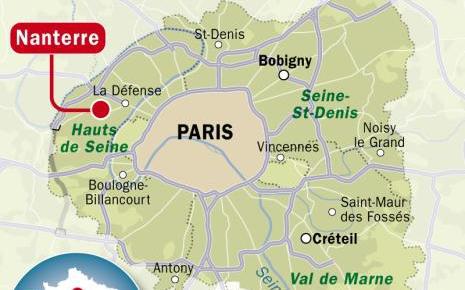 Nanterre
St-Denis
Bobigny
La Défense
Seine-
St-Denis
Hauts
de Seine
PARIS
Noisy
le Grand
Vincennes
Boulogne-
Billancourt
Saint-Maur
des Fossés
Créteil
Antony
Seine
Val de Marne